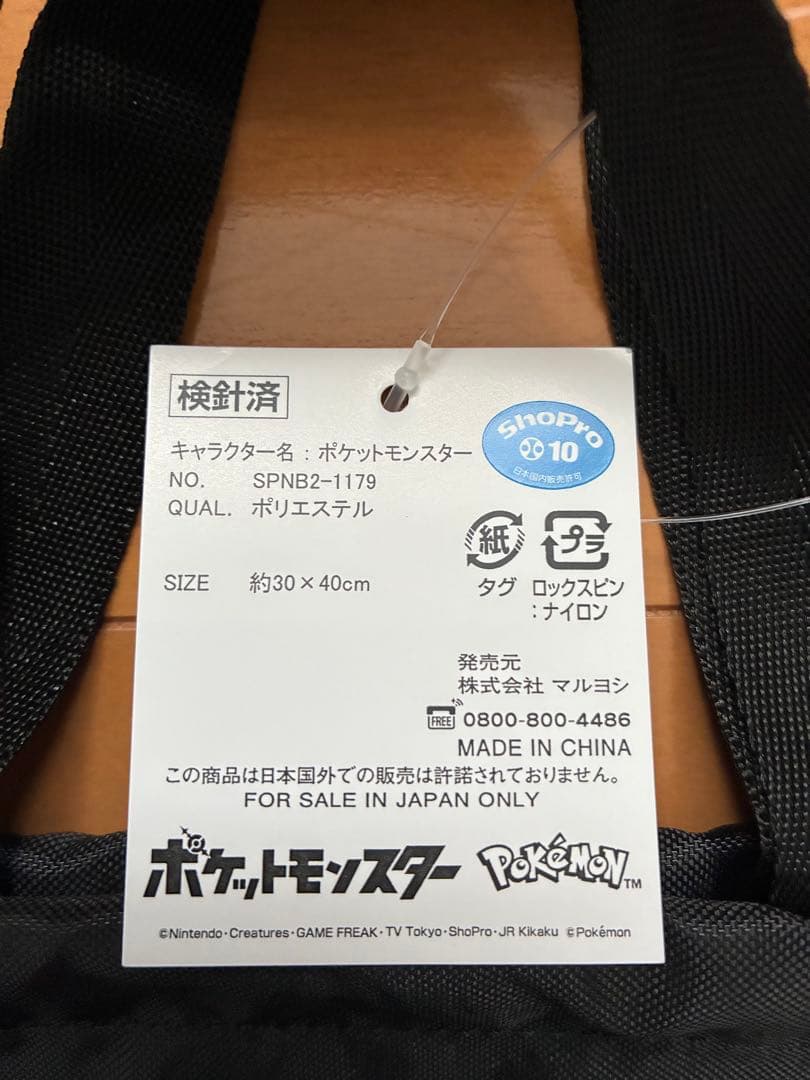 検針済
ShoPro
10
日本国内販売許可
キャラクター名：ポケットモンスター
NO. SPNB2-1179
QUAL. ポリエステル
SIZE 約30×40cm
紙 プラ
タグ ロックスピン
：ナイロン
発売元
株式会社 マルヨシ
FREE 0800-800-4486
MADE IN CHINA
この商品は日本国外での販売は許諾されておりません。
FOR SALE IN JAPAN ONLY
ポケットモンスター POKéMON™
©Nintendo・Creatures・GAME FREAK・TV Tokyo・ShoPro・JR Kikaku ©Pokémon